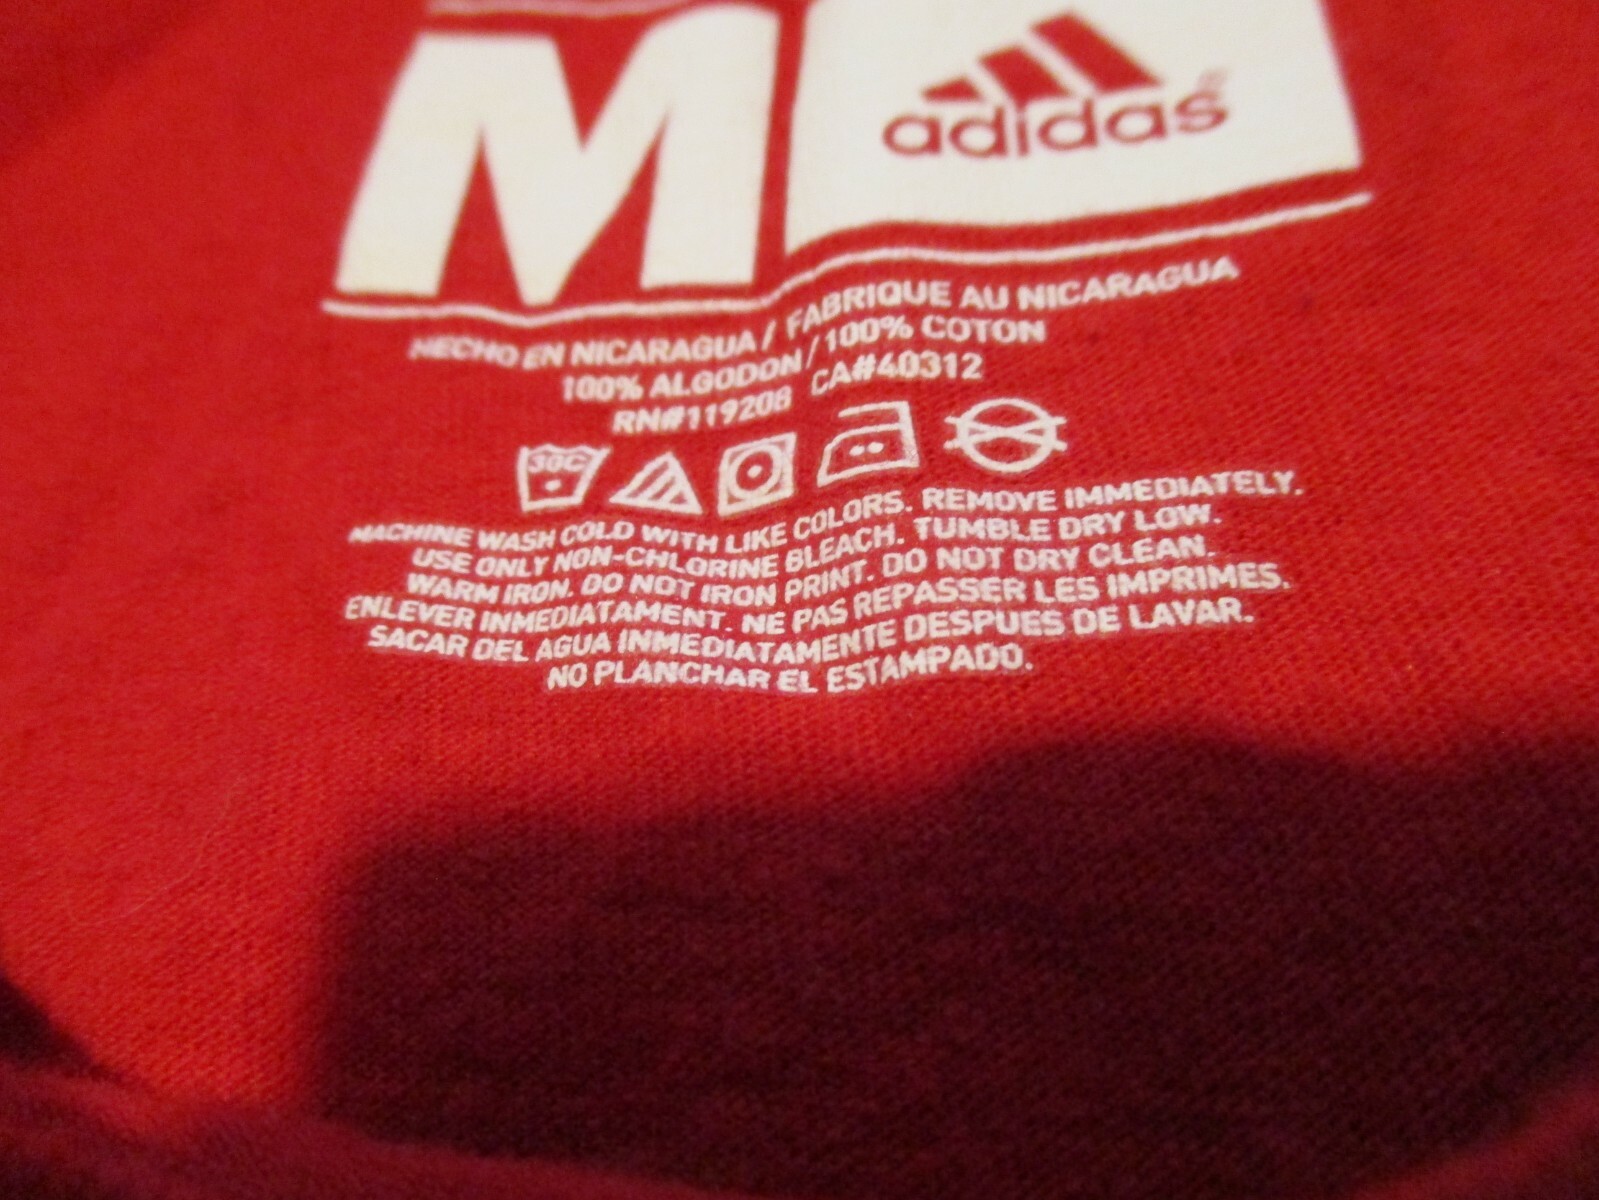 M adidas
HECHO EN NICARAGUA / FABRIQUE AU NICARAGUA
100% ALGODON / 100% COTON
RN#119208 CA#40312
30C
MACHINE WASH COLD WITH LIKE COLORS. REMOVE IMMEDIATELY.
USE ONLY NON-CHLORINE BLEACH. TUMBLE DRY LOW.
WARM IRON. DO NOT IRON PRINT. DO NOT DRY CLEAN.
ENLEVER INMEDIATAMENT. NE PAS REPASSER LES IMPRIMES.
SACAR DEL AGUA INMEDIATAMENTE DESPUES DE LAVAR.
NO PLANCHAR EL ESTAMPADO.